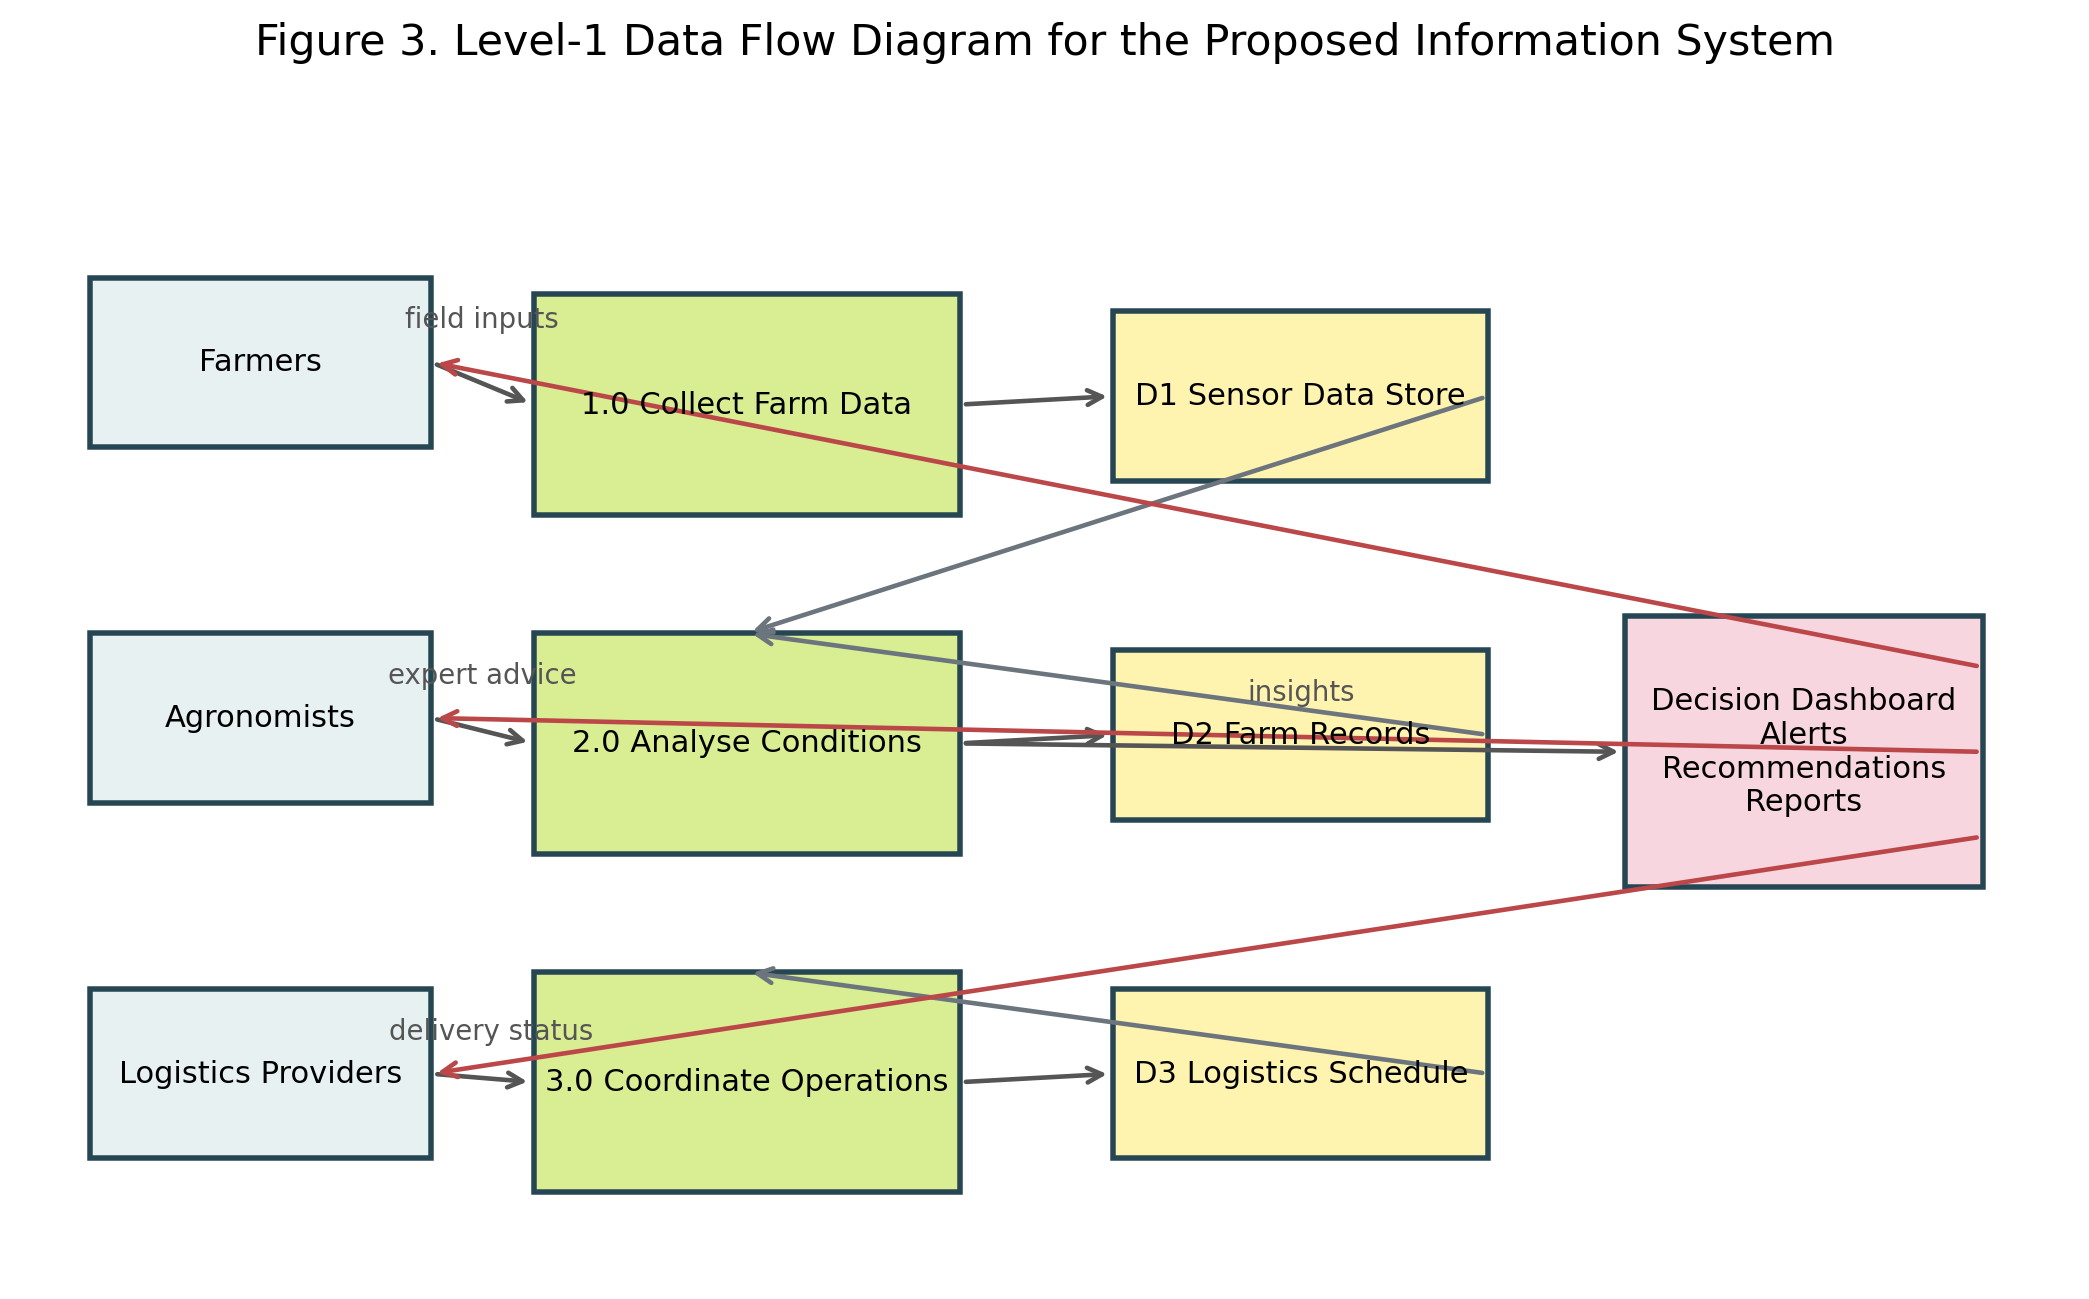 Figure 3. Level-1 Data Flow Diagram for the Proposed Information System
Farmers
field inputs
1.0 Collect Farm Data
D1 Sensor Data Store
Agronomists
expert advice
2.0 Analyse Conditions
insights
D2 Farm Records
Decision Dashboard
Alerts
Recommendations
Reports
Logistics Providers
delivery status
3.0 Coordinate Operations
D3 Logistics Schedule